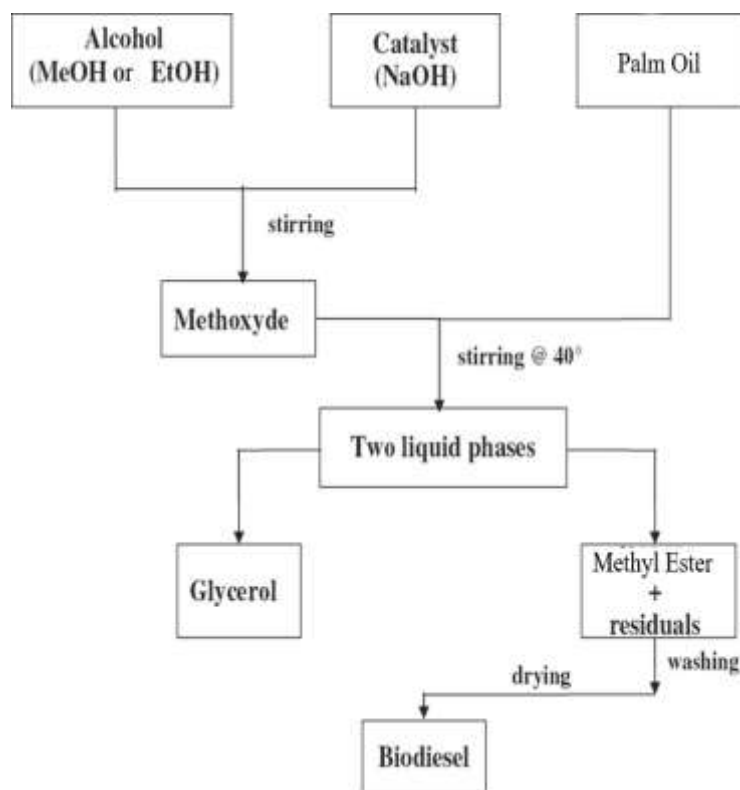 Alcohol
(MeOH or EtOH)
Catalyst
(NaOH)
Palm Oil
stirring
Methoxyde
stirring @ 40°
Two liquid phases
Glycerol
Methyl Ester
+
residuals
washing
drying
Biodiesel